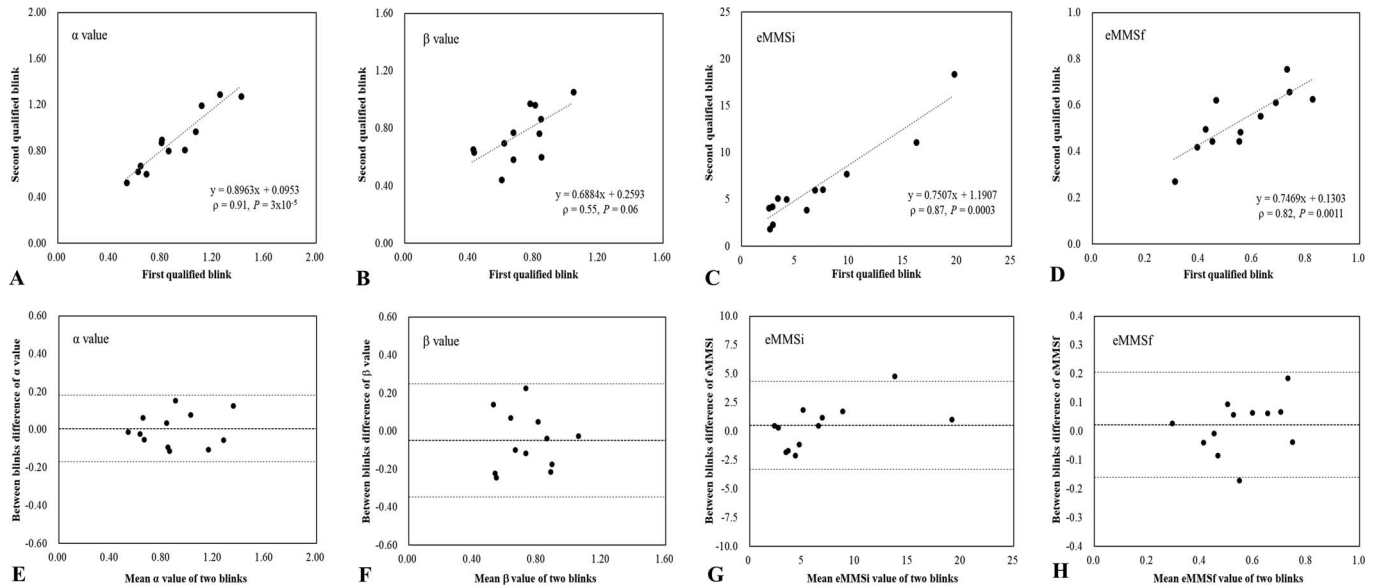 α value
Second qualified blink
2.00
1.60
1.20
0.80
0.40
0.00
y = 0.8963x + 0.0953
ρ = 0.91, P = 3x10⁻⁵
0.00 0.40 0.80 1.20 1.60 2.00
First qualified blink
A
β value
Second qualified blink
1.60
1.20
0.80
0.40
0.00
y = 0.6884x + 0.2593
ρ = 0.55, P = 0.06
0.00 0.40 0.80 1.20 1.60
First qualified blink
B
eMMSi
Second qualified blink
25
20
15
10
5
0
y = 0.7507x + 1.1907
ρ = 0.87, P = 0.0003
0 5 10 15 20 25
First qualified blink
C
eMMSf
Second qualified blink
1.0
0.8
0.6
0.4
0.2
0.0
y = 0.7469x + 0.1303
ρ = 0.82, P = 0.0011
0.0 0.2 0.4 0.6 0.8 1.0
First qualified blink
D
α value
Between blinks difference of α value
0.60
0.40
0.20
0.00
-0.20
-0.40
-0.60
0.00 0.40 0.80 1.20 1.60 2.00
Mean α value of two blinks
E
β value
Between blinks difference of β value
0.60
0.40
0.20
0.00
-0.20
-0.40
-0.60
0.00 0.40 0.80 1.20 1.60
Mean β value of two blinks
F
eMMSi
Between blinks difference of eMMSi
10.0
7.5
5.0
2.5
0.0
-2.5
-5.0
-7.5
-10.0
0 5 10 15 20 25
Mean eMMSi value of two blinks
G
eMMSf
Between blinks difference of eMMSf
0.4
0.3
0.2
0.1
0.0
-0.1
-0.2
-0.3
-0.4
0.0 0.2 0.4 0.6 0.8 1.0
Mean eMMSf value of two blinks
H